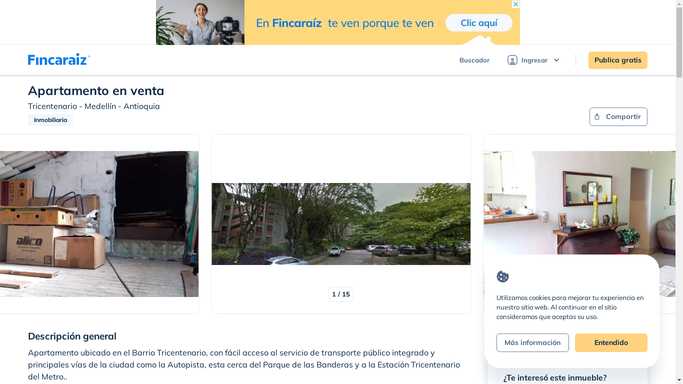 En Fincaraíz te ven porque te ven
Clic aquí
Fincaraíz
Buscador
Ingresar
Publica gratis
Apartamento en venta
Tricentenario - Medellín - Antioquia
Inmobiliaria
Compartir
alico
1 / 15
Utilizamos cookies para mejorar tu experiencia en
nuestro sitio web. Al continuar en el sitio
consideramos que aceptas su uso.
Más información
Entendido
Descripción general
Apartamento ubicado en el Barrio Tricentenario, con fácil acceso al servicio de transporte público integrado y
principales vías de la ciudad como la Autopista, esta cerca del Parque de las Banderas y a la Estación Tricentenario
del Metro..
¿Te interesó este inmueble?